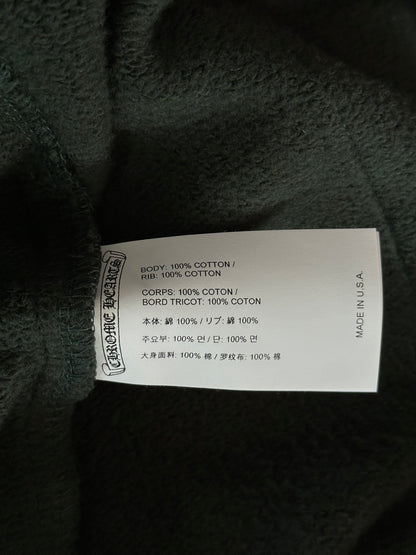 CHROME HEARTS
BODY: 100% COTTON /
RIB: 100% COTTON
CORPS: 100% COTON /
BORD TRICOT: 100% COTON
本体: 綿 100% / リブ: 綿 100%
주요부: 100% 면 / 단: 100% 면
大身面料: 100% 棉 / 罗纹布: 100% 棉
MADE IN U.S.A.